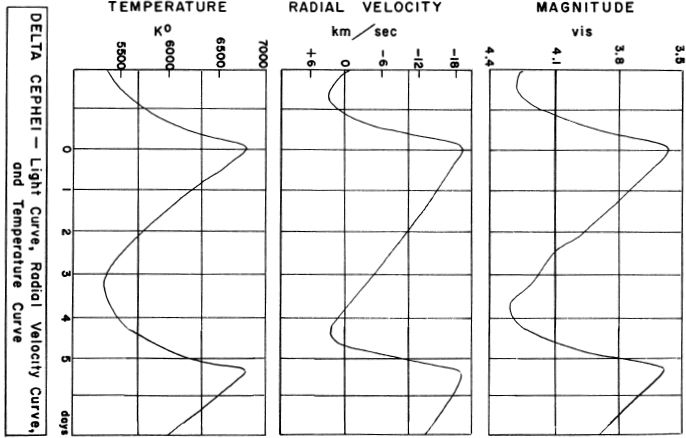 TEMPERATURE
K°
5500 6000 6500 7000
RADIAL VELOCITY
km/sec
+6 0 -6 -12 -18
MAGNITUDE
vis
4.4 4.1 3.8 3.5
0
1
2
3
4
5
days
DELTA CEPHEI — Light Curve, Radial Velocity Curve,
and Temperature Curve